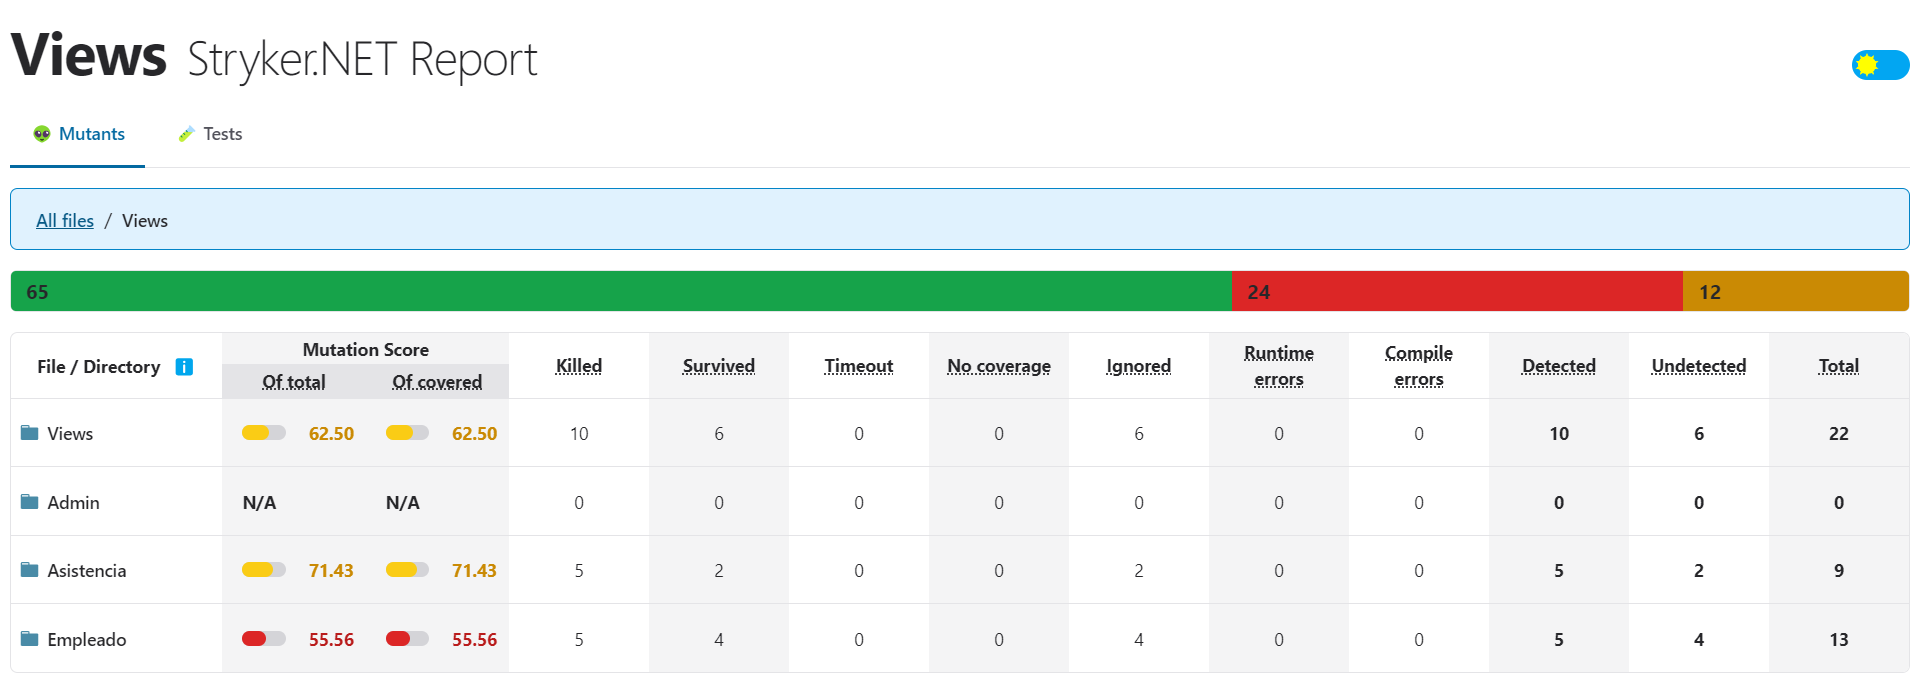 Views Stryker.NET Report
Mutants Tests
All files / Views
65 24 12
File / Directory Mutation Score Killed Survived Timeout No coverage Ignored Runtime errors Compile errors Detected Undetected Total
Of total Of covered
Views 62.50 62.50 10 6 0 0 6 0 0 10 6 22
Admin N/A N/A 0 0 0 0 0 0 0 0 0 0
Asistencia 71.43 71.43 5 2 0 0 2 0 0 5 2 9
Empleado 55.56 55.56 5 4 0 0 4 0 0 5 4 13